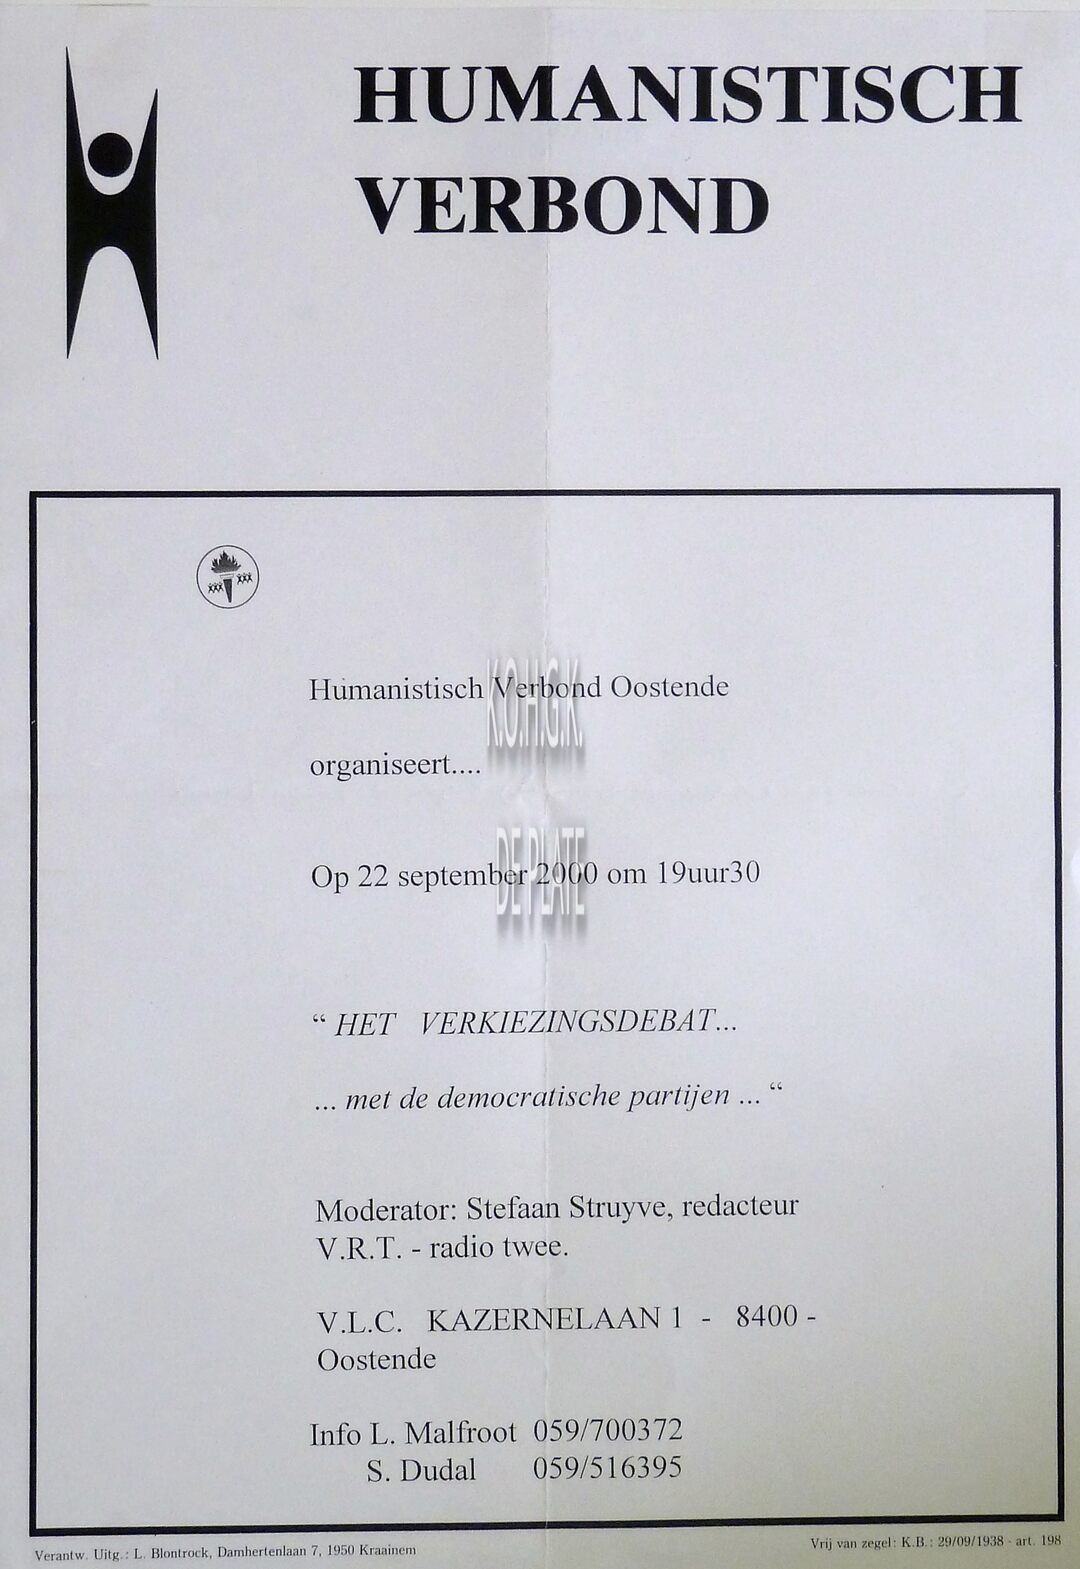 HUMANISTISCH
VERBOND
Humanistisch Verbond Oostende
K.O.H.G.K.
organiseert....
DE PLATE
Op 22 september 2000 om 19uur30
“ HET VERKIEZINGSDEBAT...
... met de democratische partijen ... “
Moderator: Stefaan Struyve, redacteur
V.R.T. - radio twee.
V.L.C. KAZERNELAAN 1 - 8400 -
Oostende
Info L. Malfroot 059/700372
S. Dudal 059/516395
Verantw. Uitg.: L. Blontrock, Damhertenlaan 7, 1950 Kraainem
Vrij van zegel: K.B.: 29/09/1938 - art. 198